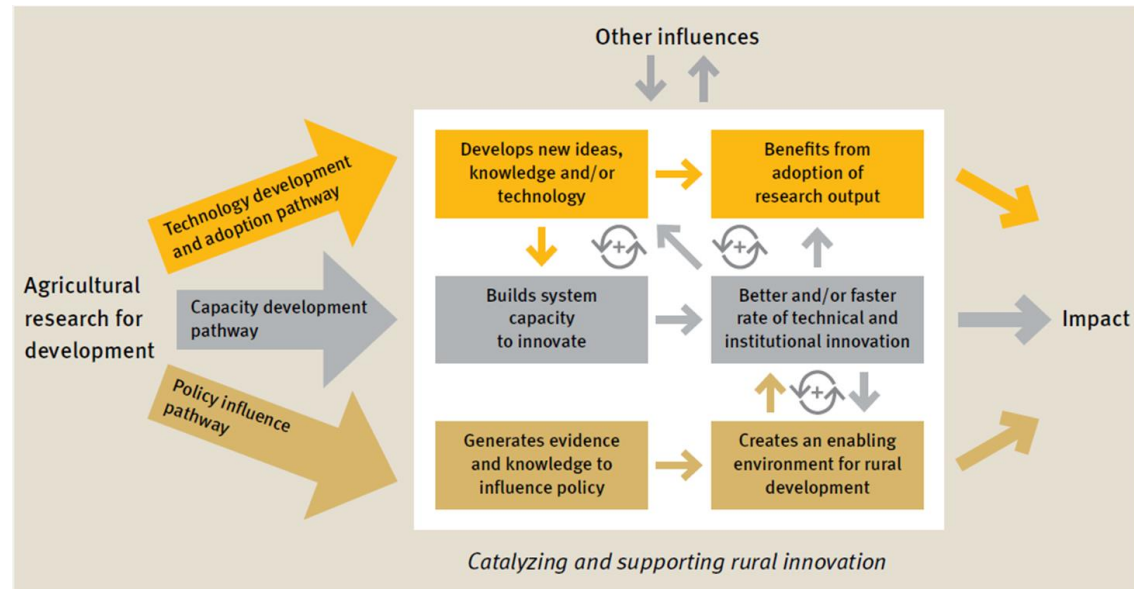 Other influences
Technology development
and adoption pathway
Develops new ideas,
knowledge and/or
technology
Benefits from
adoption of
research output
+
+
Agricultural
research for
development
Capacity development
pathway
Builds system
capacity
to innovate
Better and/or faster
rate of technical and
institutional innovation
Impact
+
Policy influence
pathway
Generates evidence
and knowledge to
influence policy
Creates an enabling
environment for rural
development
Catalyzing and supporting rural innovation